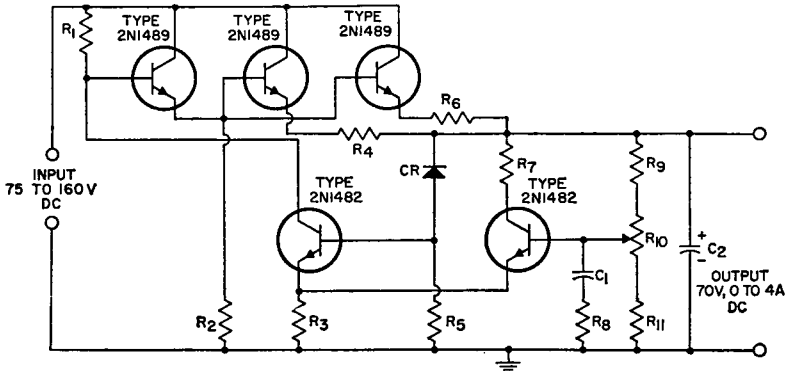 TYPE
2N1489
TYPE
2N1489
TYPE
2N1489
R1
R6
R4
CR
R7
R9
TYPE
2N1482
TYPE
2N1482
INPUT
75 TO 160 V
DC
R10
C1
C2
+
–
OUTPUT
70V, 0 TO 4A
DC
R2
R3
R5
R8
R11